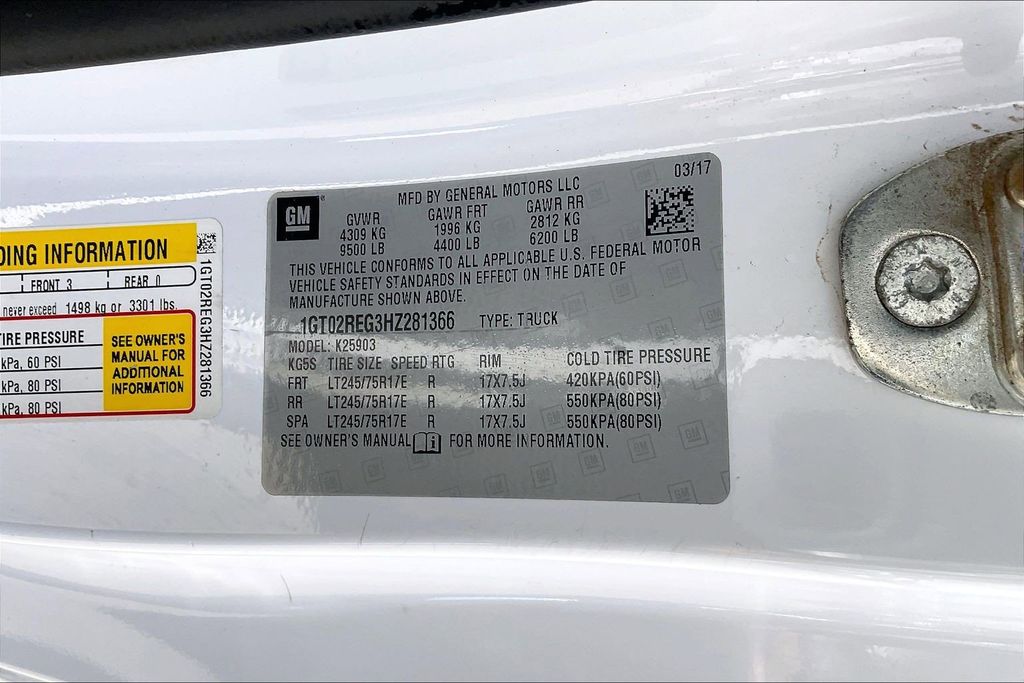 03/17
GM
MFD BY GENERAL MOTORS LLC
GVWR GAWR FRT GAWR RR
4309 KG 1996 KG 2812 KG
9500 LB 4400 LB 6200 LB
THIS VEHICLE CONFORMS TO ALL APPLICABLE U.S. FEDERAL MOTOR
VEHICLE SAFETY STANDARDS IN EFFECT ON THE DATE OF
MANUFACTURE SHOWN ABOVE.
1GT02REG3HZ281366 TYPE: TRUCK
MODEL: K25903
KG5S TIRE SIZE SPEED RTG RIM COLD TIRE PRESSURE
FRT LT245/75R17E R 17X7.5J 420KPA(60PSI)
RR LT245/75R17E R 17X7.5J 550KPA(80PSI)
SPA LT245/75R17E R 17X7.5J 550KPA(80PSI)
SEE OWNER'S MANUAL FOR MORE INFORMATION.
DING INFORMATION
FRONT 3 REAR 0
never exceed 1498 kg or 3301 lbs.
TIRE PRESSURE
kPa, 60 PSI
kPa, 80 PSI
kPa, 80 PSI
SEE OWNER'S
MANUAL FOR
ADDITIONAL
INFORMATION
1GT02REG3HZ281366